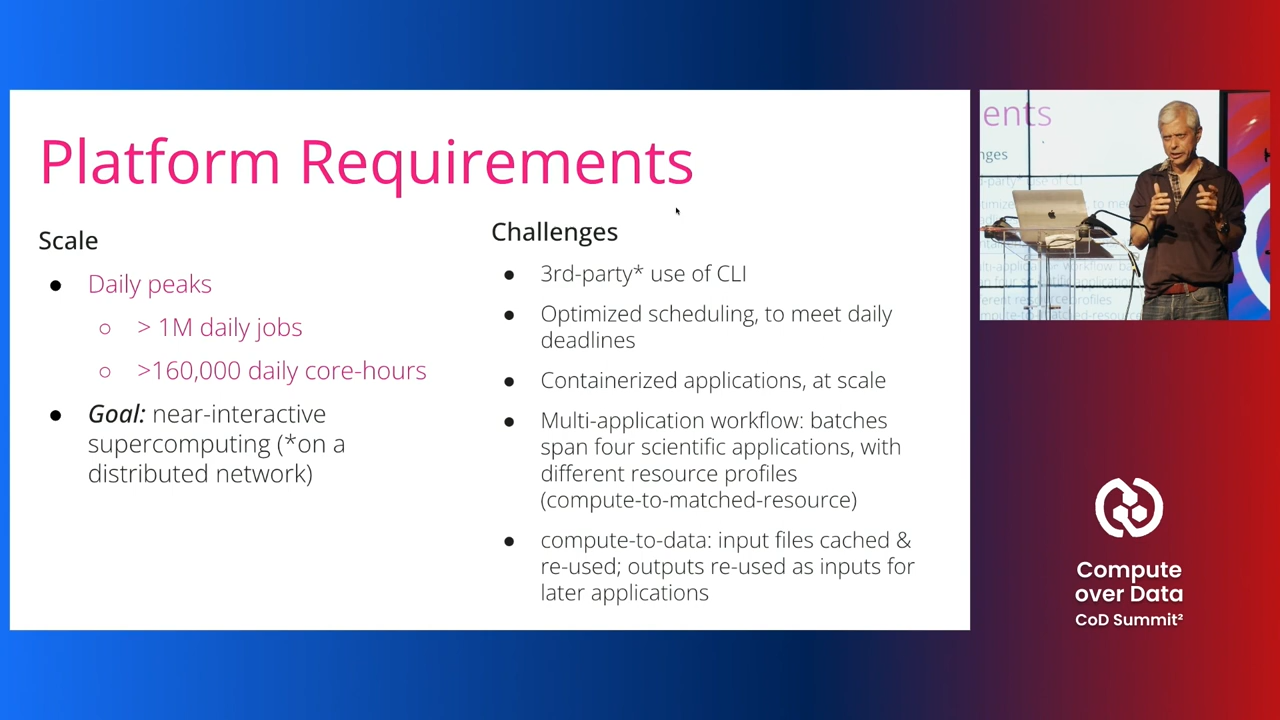 Platform Requirements
Scale
● Daily peaks
○ > 1M daily jobs
○ >160,000 daily core-hours
● Goal: near-interactive
supercomputing (*on a
distributed network)
Challenges
● 3rd-party* use of CLI
● Optimized scheduling, to meet daily
deadlines
● Containerized applications, at scale
● Multi-application workflow: batches
span four scientific applications, with
different resource profiles
(compute-to-matched-resource)
● compute-to-data: input files cached &
re-used; outputs re-used as inputs for
later applications
ents
nges
Compute
over Data
CoD Summit²